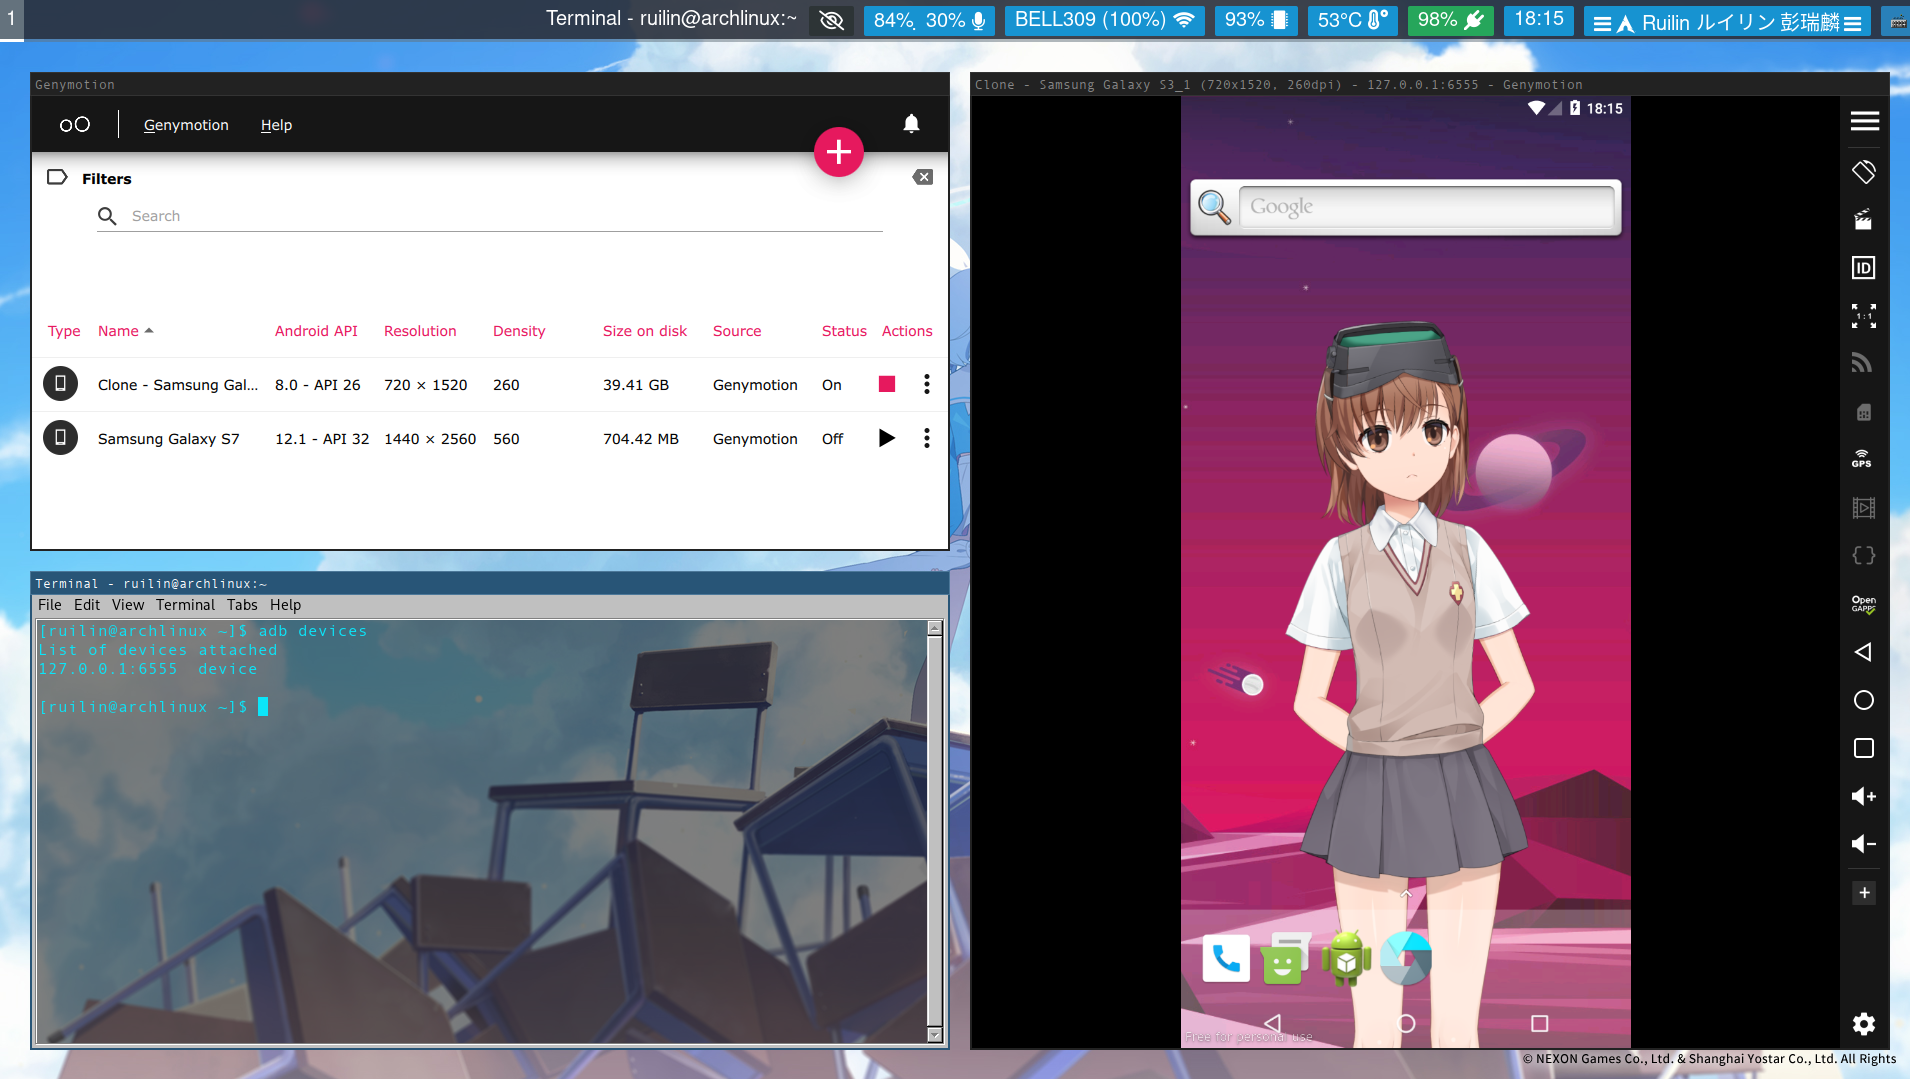 1
Terminal - ruilin@archlinux:~
84%
30%
BELL309 (100%)
93%
53°C
98%
18:15
Ruilin ルイリン 彭瑞麟
Genymotion
Genymotion Help
Filters
Search
Type Name Android API Resolution Density Size on disk Source Status Actions
Clone - Samsung Gal... 8.0 - API 26 720 × 1520 260 39.41 GB Genymotion On
Samsung Galaxy S7 12.1 - API 32 1440 × 2560 560 704.42 MB Genymotion Off
Terminal - ruilin@archlinux:~
File Edit View Terminal Tabs Help
[ruilin@archlinux ~]$ adb devices
List of devices attached
127.0.0.1:6555 device
[ruilin@archlinux ~]$
Clone - Samsung Galaxy S3_1 (720x1520, 260dpi) - 127.0.0.1:6555 - Genymotion
18:15
Google
Free for personal use
ID
1:1
GPS
Open
GAPPS
© NEXON Games Co., Ltd. & Shanghai Yostar Co., Ltd. All Rights